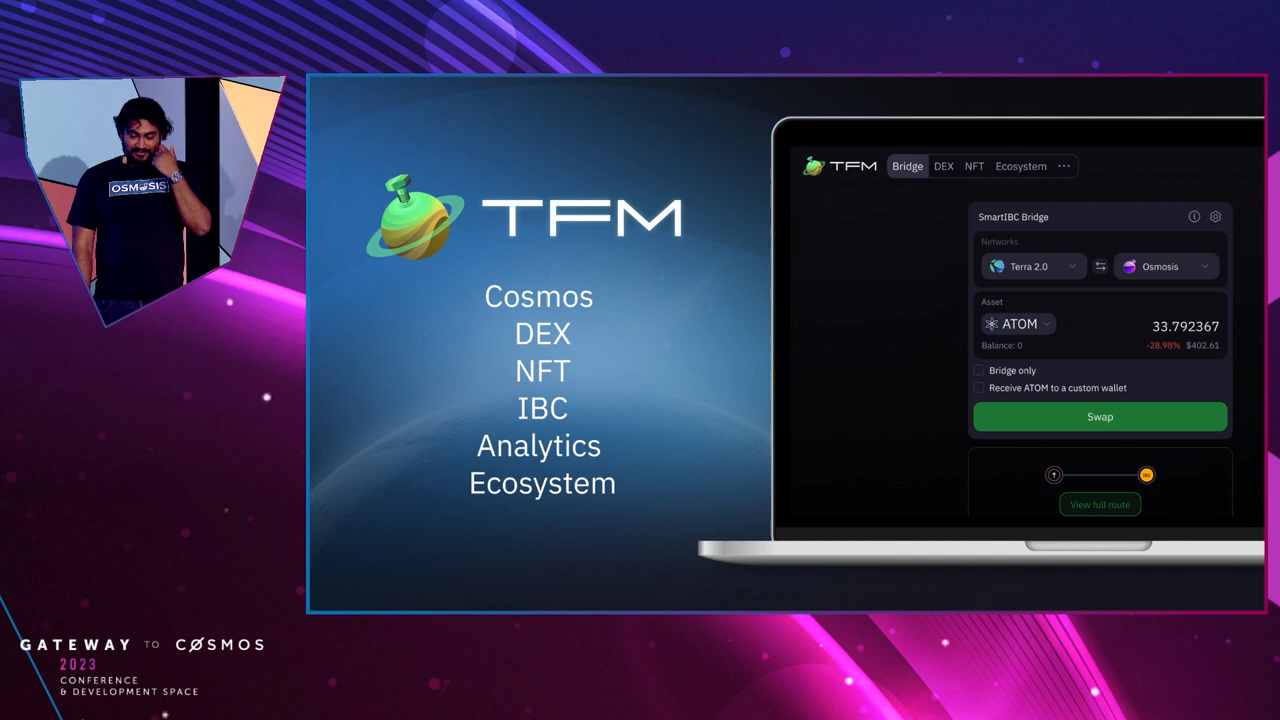 OSMOSIS
TFM
Cosmos
DEX
NFT
IBC
Analytics
Ecosystem
TFM
Bridge DEX NFT Ecosystem ...
SmartIBC Bridge
Networks
Terra 2.0 Osmosis
Asset
ATOM 33.792367
Balance: 0 -28.98% $402.61
Bridge only
Receive ATOM to a custom wallet
Swap
View full route
GATEWAY TO COSMOS
2023
CONFERENCE
& DEVELOPMENT SPACE